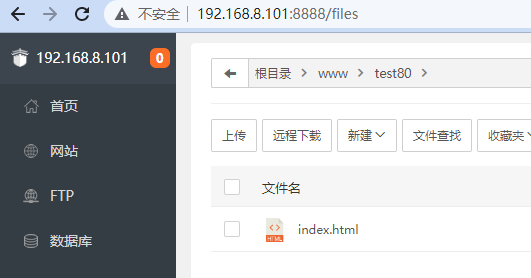 不安全 192.168.8.101:8888/files
192.168.8.101 0
首页
网站
FTP
数据库
根目录 www test80
上传 远程下载 新建 文件查找 收藏夹
文件名
HTML index.html